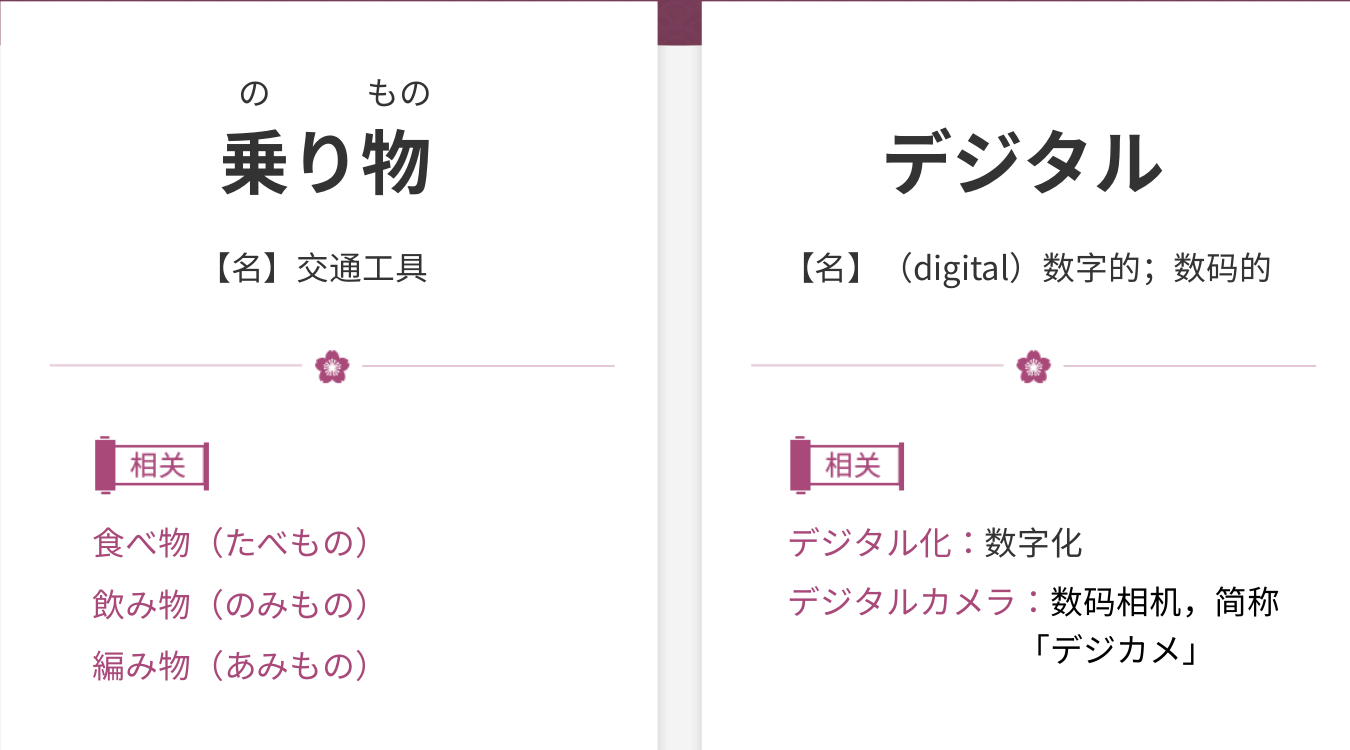 の もの
乗り物
【名】交通工具
相关
食べ物（たべもの）
飲み物（のみもの）
編み物（あみもの）
デジタル
【名】（digital）数字的；数码的
相关
デジタル化：数字化
デジタルカメラ：数码相机，简称
「デジカメ」